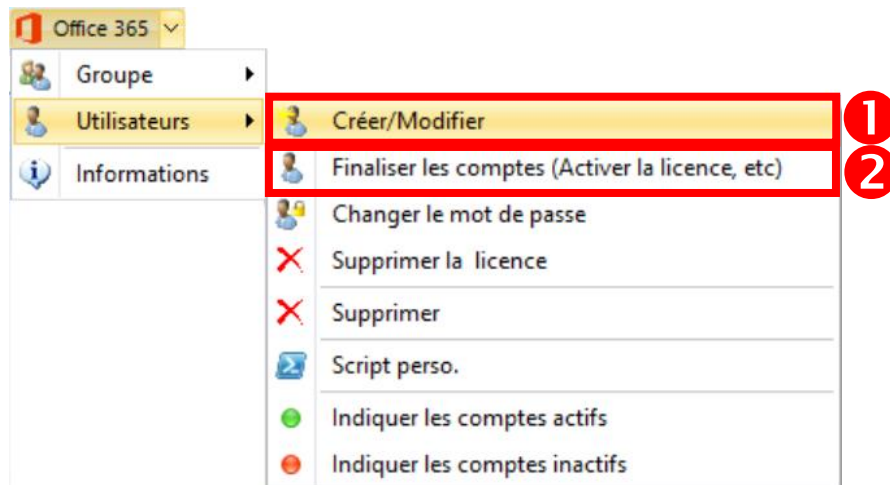 Office 365
Groupe
Utilisateurs
Informations
Créer/Modifier
1
Finaliser les comptes (Activer la licence, etc)
2
Changer le mot de passe
Supprimer la licence
Supprimer
Script perso.
Indiquer les comptes actifs
Indiquer les comptes inactifs